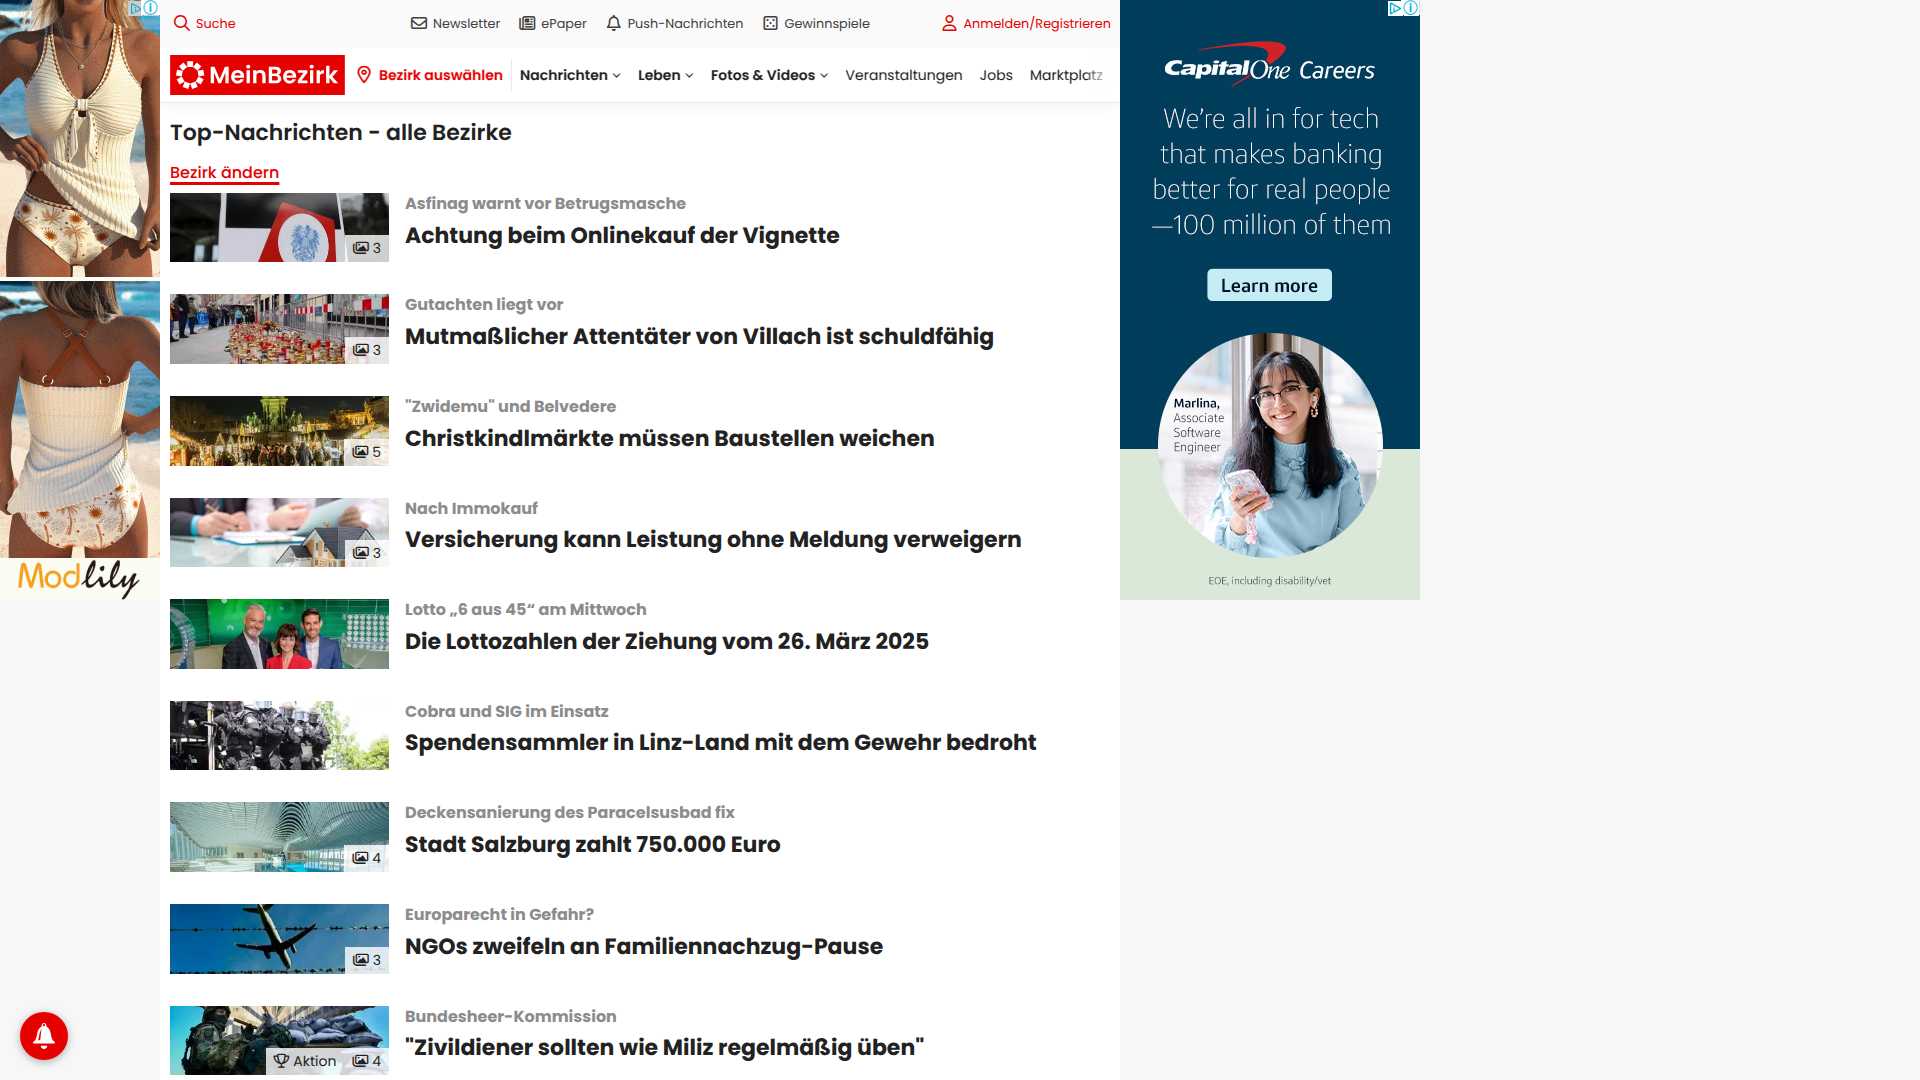 Suche
Newsletter
ePaper
Push-Nachrichten
Gewinnspiele
Anmelden/Registrieren
MeinBezirk
Bezirk auswählen
Nachrichten
Leben
Fotos & Videos
Veranstaltungen
Jobs
Marktplatz
Top-Nachrichten - alle Bezirke
Bezirk ändern
3
Asfinag warnt vor Betrugsmasche
Achtung beim Onlinekauf der Vignette
3
Gutachten liegt vor
Mutmaßlicher Attentäter von Villach ist schuldfähig
5
"Zwidemu" und Belvedere
Christkindlmärkte müssen Baustellen weichen
3
Nach Immokauf
Versicherung kann Leistung ohne Meldung verweigern
Lotto „6 aus 45“ am Mittwoch
Die Lottozahlen der Ziehung vom 26. März 2025
Cobra und SIG im Einsatz
Spendensammler in Linz-Land mit dem Gewehr bedroht
4
Deckensanierung des Paracelsusbad fix
Stadt Salzburg zahlt 750.000 Euro
3
Europarecht in Gefahr?
NGOs zweifeln an Familiennachzug-Pause
Aktion
4
Bundesheer-Kommission
"Zivildiener sollten wie Miliz regelmäßig üben"
Modlily
Capital One Careers
We're all in for tech
that makes banking
better for real people
—100 million of them
Learn more
Marlina,
Associate
Software
Engineer
EOE, including disability/vet